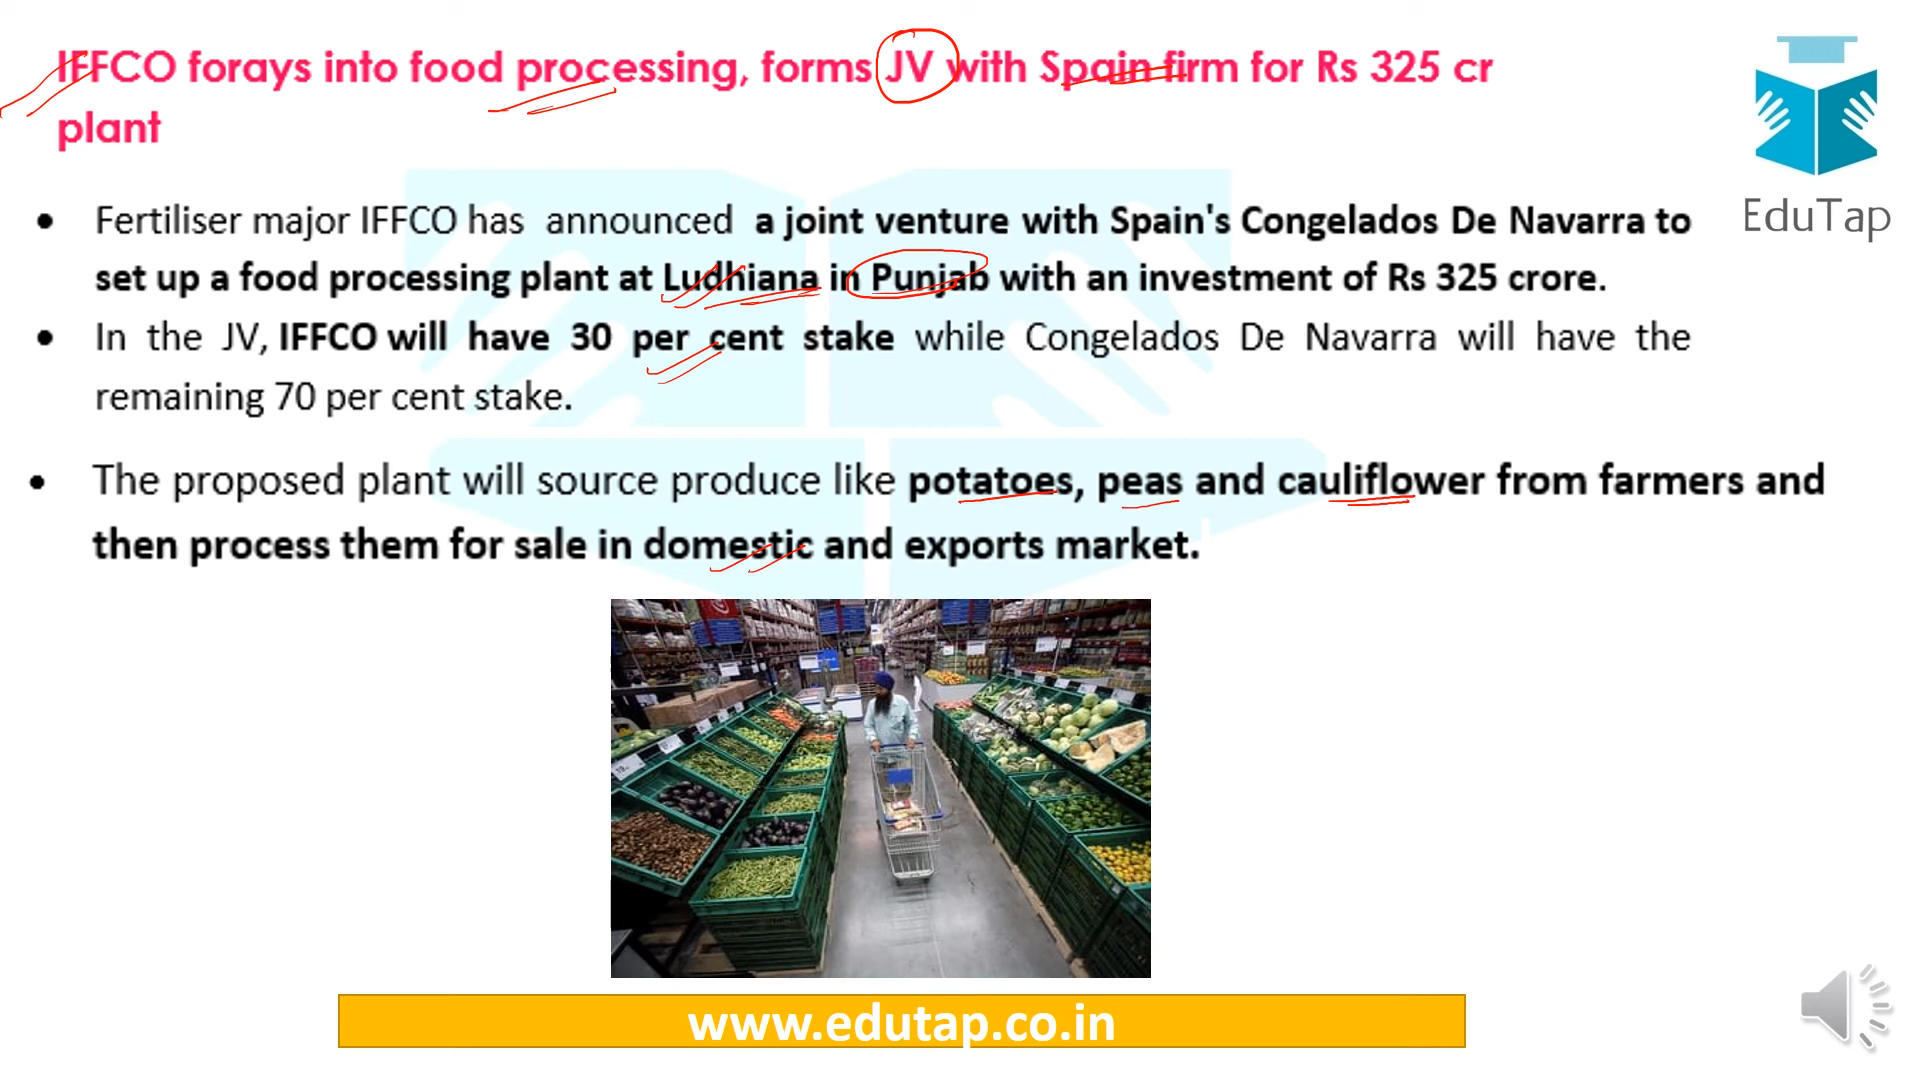 IFFCO forays into food processing, forms JV with Spain firm for Rs 325 cr
plant
EduTap
• Fertiliser major IFFCO has announced a joint venture with Spain's Congelados De Navarra to
set up a food processing plant at Ludhiana in Punjab with an investment of Rs 325 crore.
• In the JV, IFFCO will have 30 per cent stake while Congelados De Navarra will have the
remaining 70 per cent stake.
• The proposed plant will source produce like potatoes, peas and cauliflower from farmers and
then process them for sale in domestic and exports market.
www.edutap.co.in